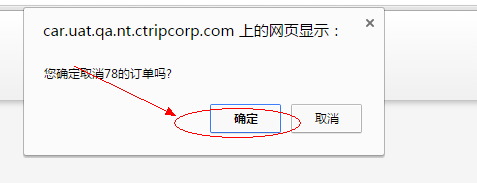 car.uat.qa.nt.ctripcorp.com 上的网页显示：
您确定取消78的订单吗?
确定 取消